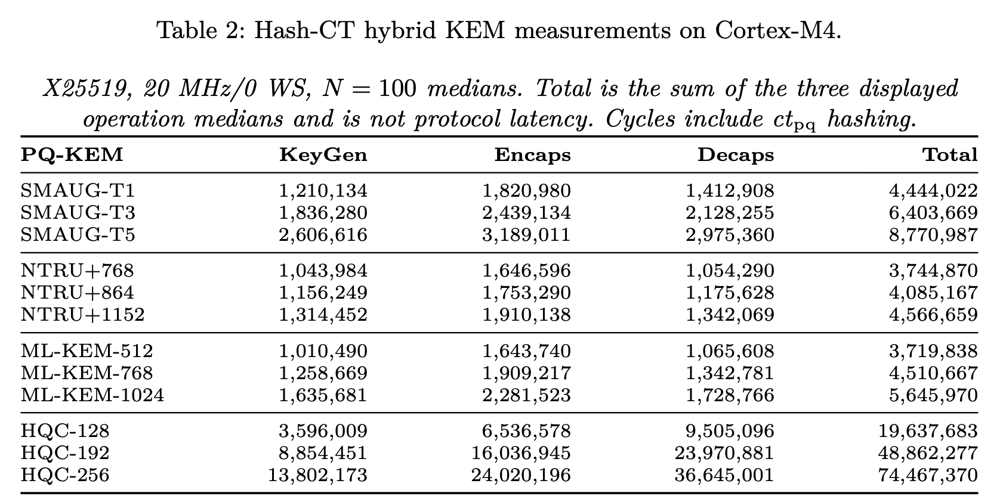 Table 2: Hash-CT hybrid KEM measurements on Cortex-M4.
X25519, 20 MHz/0 WS, N = 100 medians. Total is the sum of the three displayed
operation medians and is not protocol latency. Cycles include ctpq hashing.
PQ-KEM KeyGen Encaps Decaps Total
SMAUG-T1 1,210,134 1,820,980 1,412,908 4,444,022
SMAUG-T3 1,836,280 2,439,134 2,128,255 6,403,669
SMAUG-T5 2,606,616 3,189,011 2,975,360 8,770,987
NTRU+768 1,043,984 1,646,596 1,054,290 3,744,870
NTRU+864 1,156,249 1,753,290 1,175,628 4,085,167
NTRU+1152 1,314,452 1,910,138 1,342,069 4,566,659
ML-KEM-512 1,010,490 1,643,740 1,065,608 3,719,838
ML-KEM-768 1,258,669 1,909,217 1,342,781 4,510,667
ML-KEM-1024 1,635,681 2,281,523 1,728,766 5,645,970
HQC-128 3,596,009 6,536,578 9,505,096 19,637,683
HQC-192 8,854,451 16,036,945 23,970,881 48,862,277
HQC-256 13,802,173 24,020,196 36,645,001 74,467,370